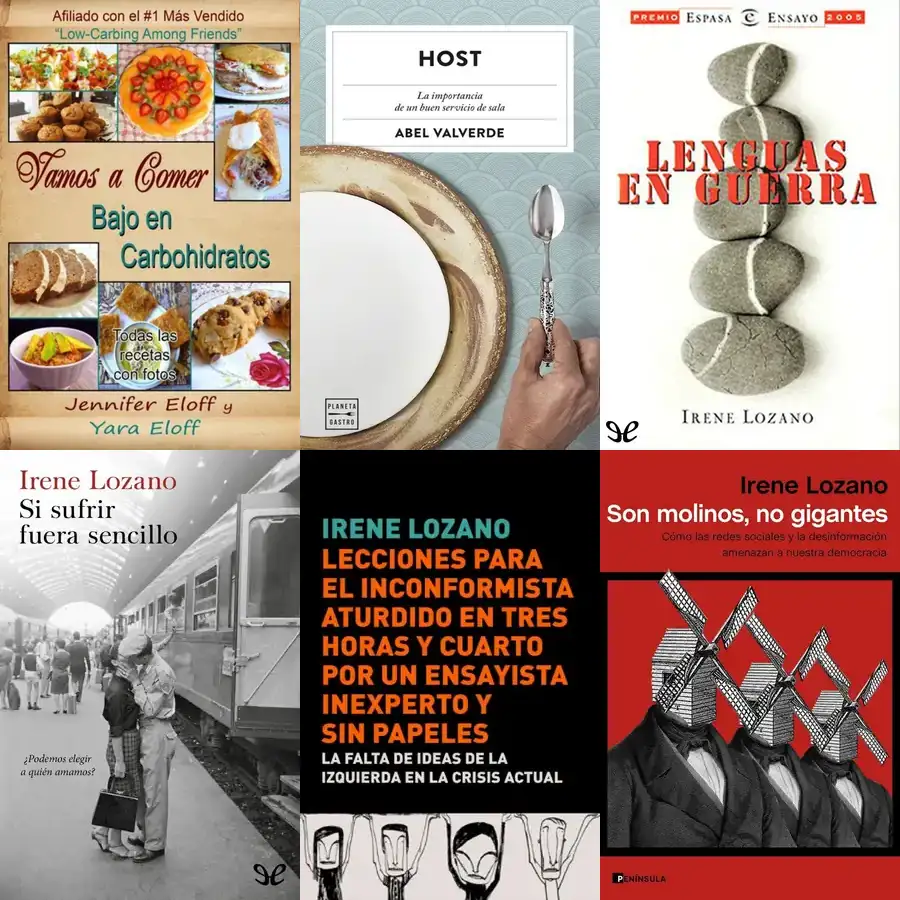 Afiliado con el #1 Más Vendido
"Low-Carbing Among Friends"
Vamos a Comer
Bajo en
Carbohidratos
Todas las
recetas
con fotos
Jennifer Eloff y
Yara Eloff
HOST
La importancia
de un buen servicio de sala
ABEL VALVERDE
PLANETA
GASTRO
PREMIO ESPASA e ENSAYO 2005
LENGUAS
EN GUERRA
IRENE LOZANO
Irene Lozano
Si sufrir
fuera sencillo
¿Podemos elegir
a quién amamos?
IRENE LOZANO
LECCIONES PARA
EL INCONFORMISTA
ATURDIDO EN TRES
HORAS Y CUARTO
POR UN ENSAYISTA
INEXPERTO Y
SIN PAPELES
LA FALTA DE IDEAS DE LA
IZQUIERDA EN LA CRISIS ACTUAL
Irene Lozano
Son molinos, no gigantes
Cómo las redes sociales y la desinformación
amenazan a nuestra democracia
PENÍNSULA